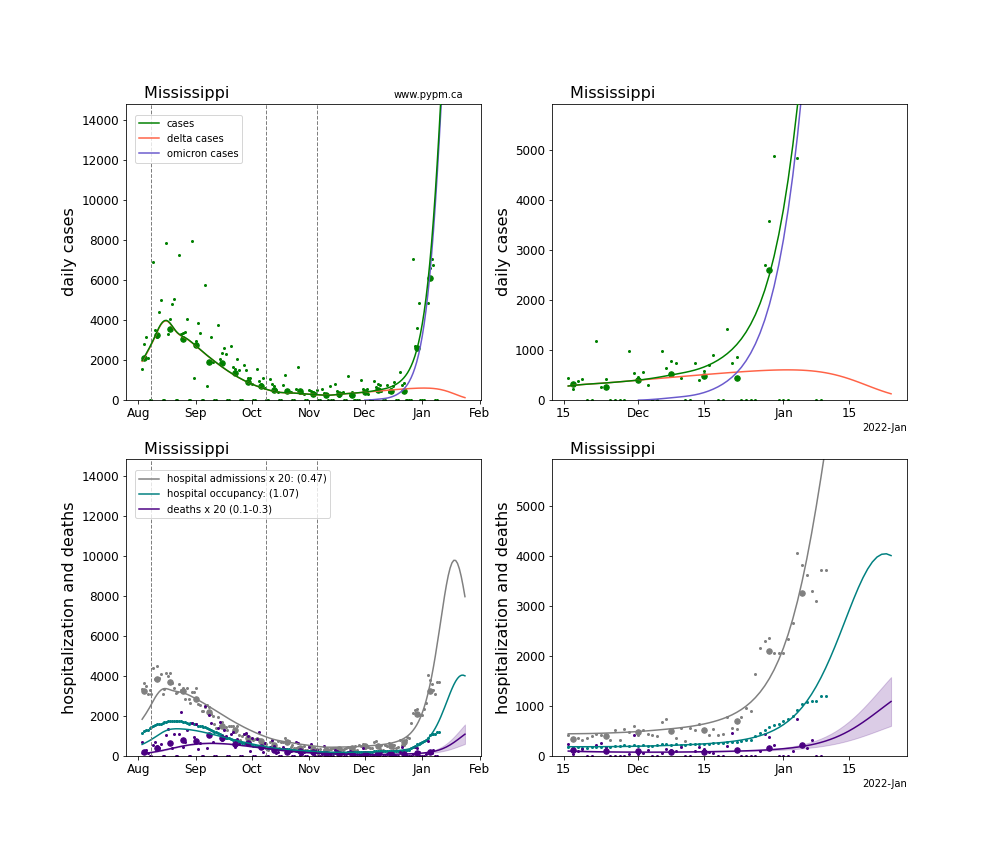 Mississippi
www.pypm.ca
daily cases
14000
12000
10000
8000
6000
4000
2000
0
cases
delta cases
omicron cases
Aug Sep Oct Nov Dec Jan Feb
Mississippi
daily cases
5000
4000
3000
2000
1000
0
15 Dec 15 Jan 15
2022-Jan
Mississippi
hospitalization and deaths
14000
12000
10000
8000
6000
4000
2000
0
hospital admissions x 20: (0.47)
hospital occupancy: (1.07)
deaths x 20 (0.1-0.3)
Aug Sep Oct Nov Dec Jan Feb
Mississippi
hospitalization and deaths
5000
4000
3000
2000
1000
0
15 Dec 15 Jan 15
2022-Jan